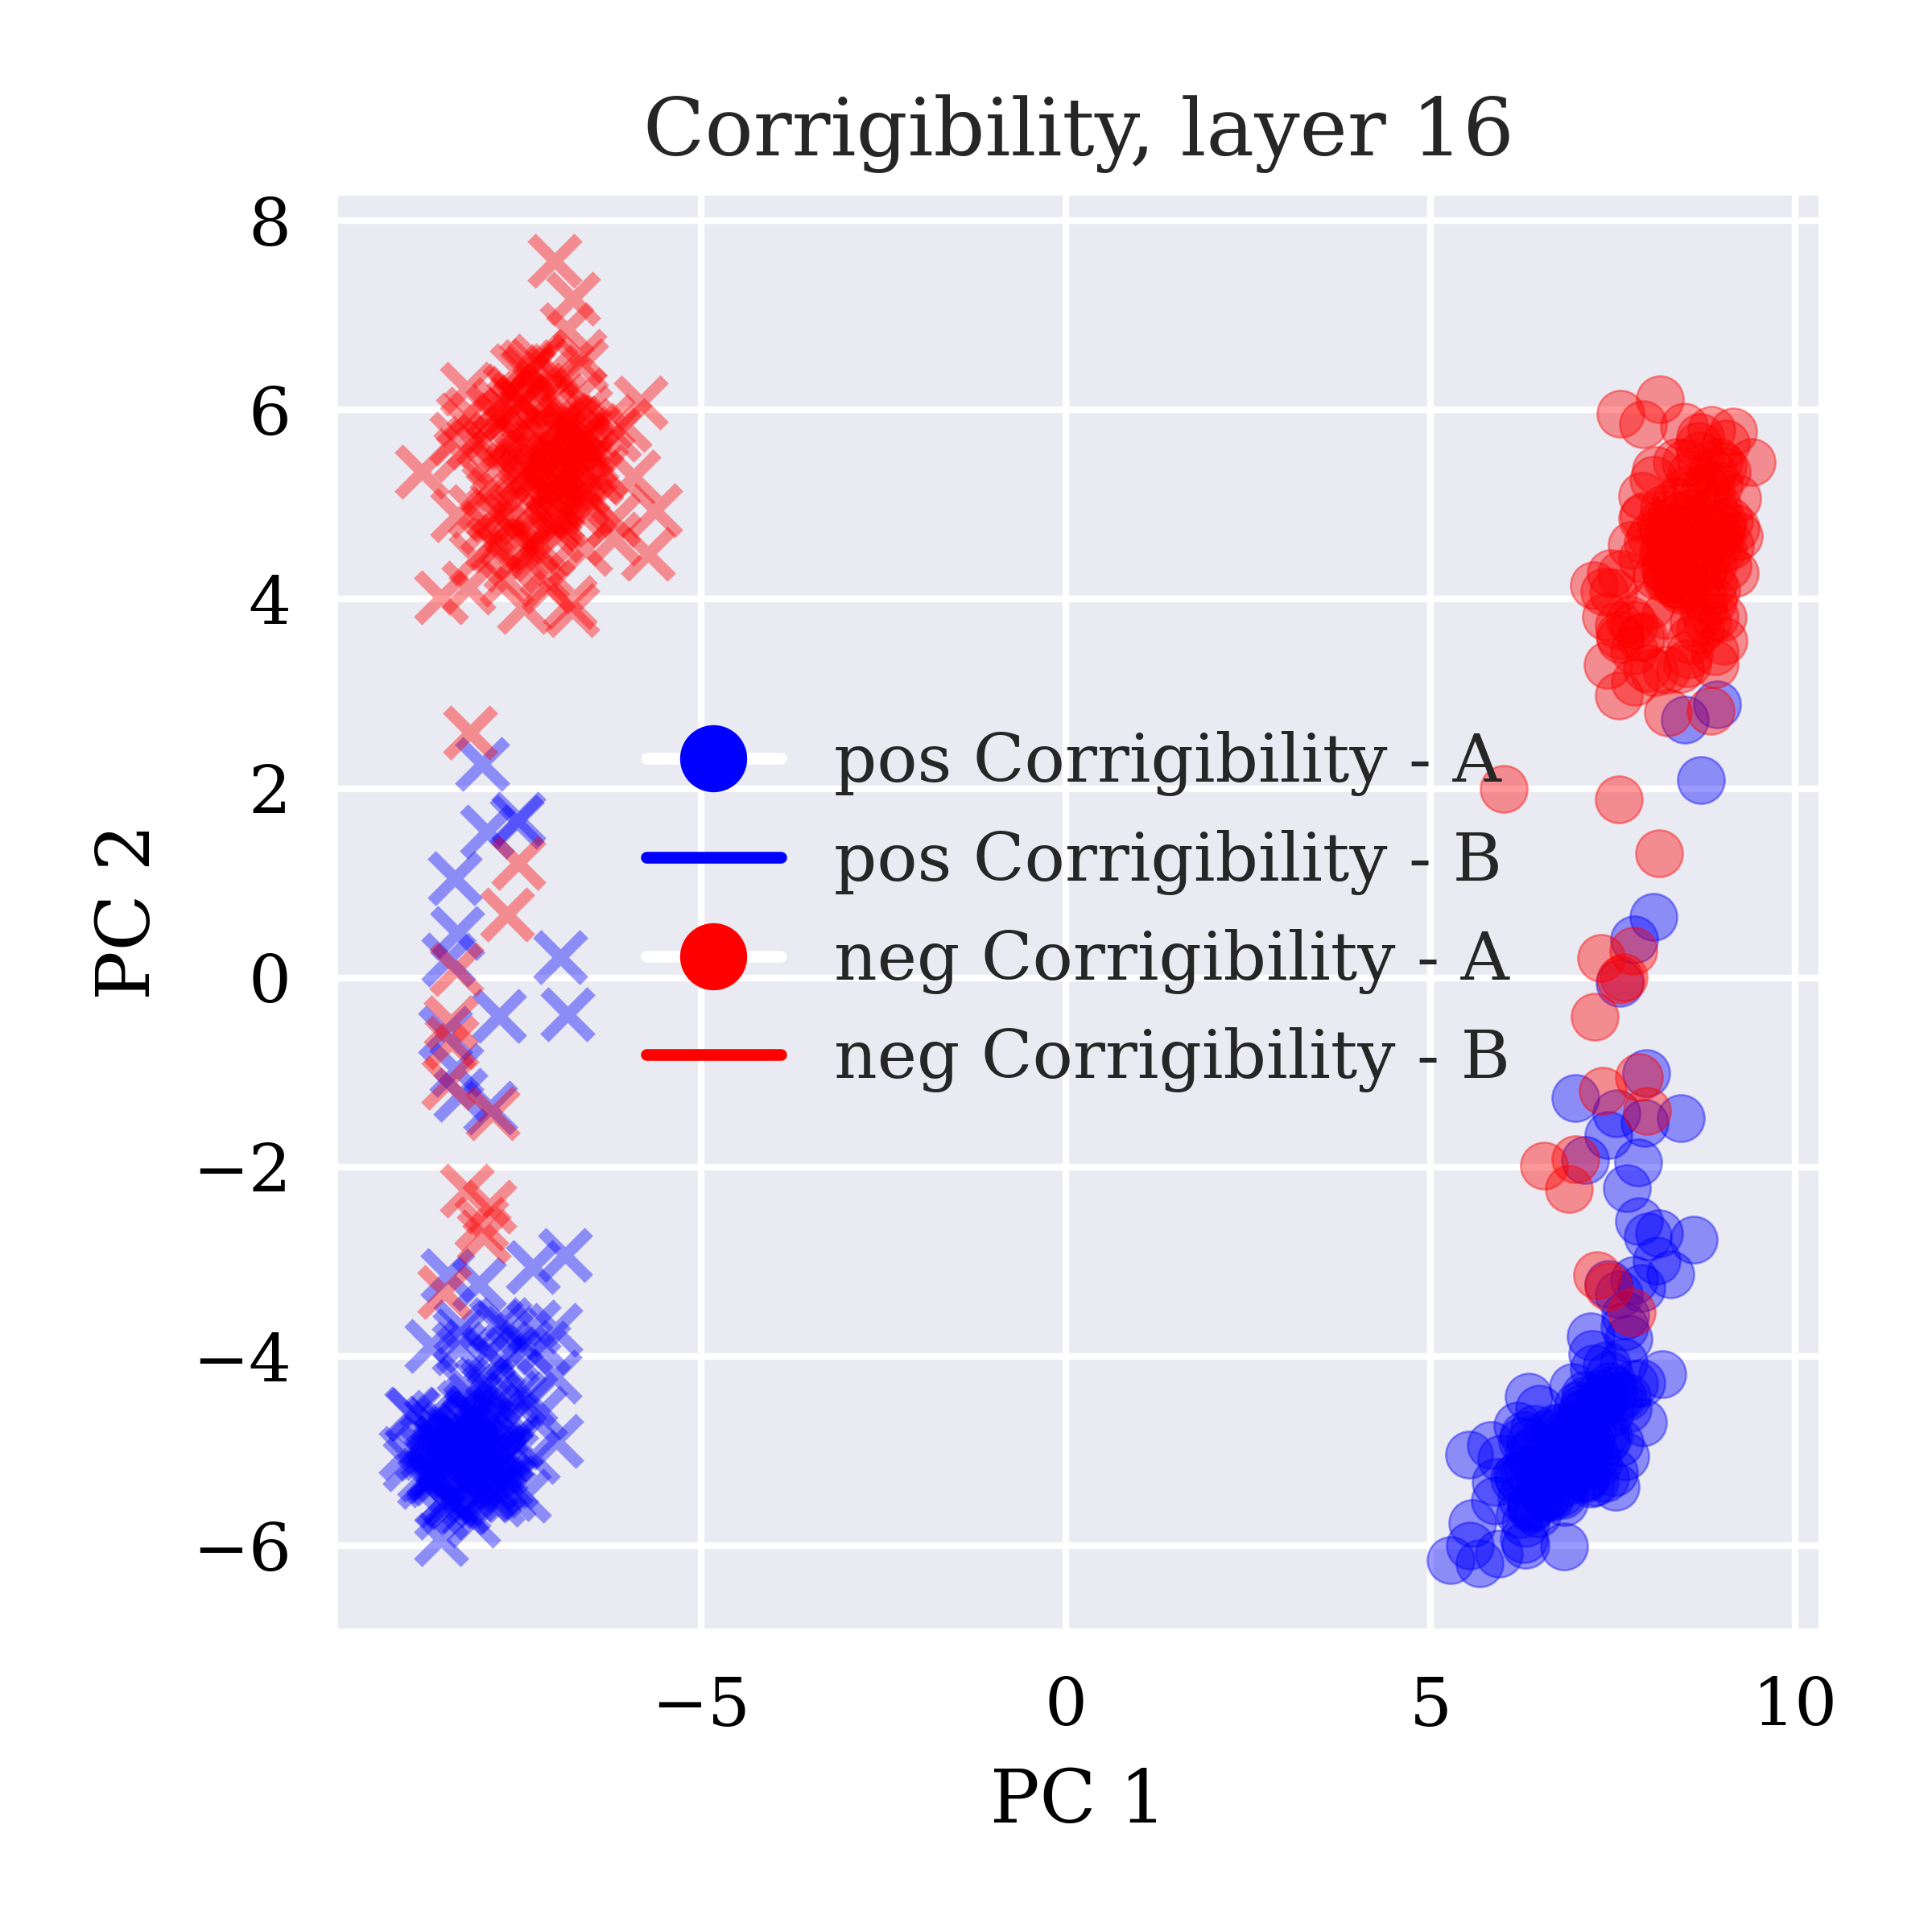 Corrigibility, layer 16
8
6
4
2
0
−2
−4
−6
PC 2
pos Corrigibility - A
pos Corrigibility - B
neg Corrigibility - A
neg Corrigibility - B
−5 0 5 10
PC 1